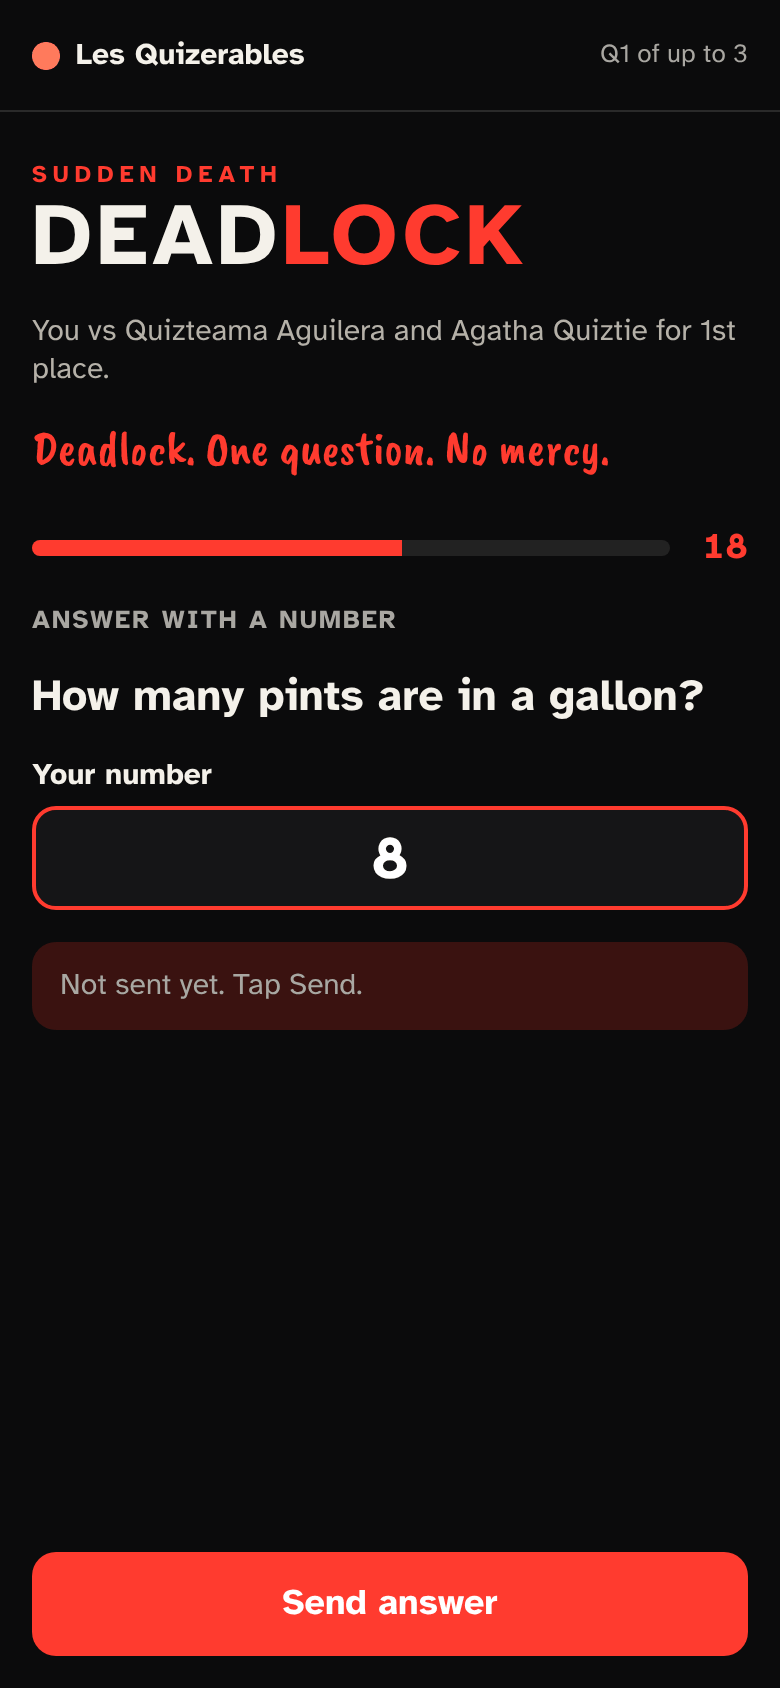 Les Quizerables
Q1 of up to 3
SUDDEN DEATH
DEADLOCK
You vs Quizteama Aguilera and Agatha Quiztie for 1st
place.
Deadlock. One question. No mercy.
18
ANSWER WITH A NUMBER
How many pints are in a gallon?
Your number
8
Not sent yet. Tap Send.
Send answer